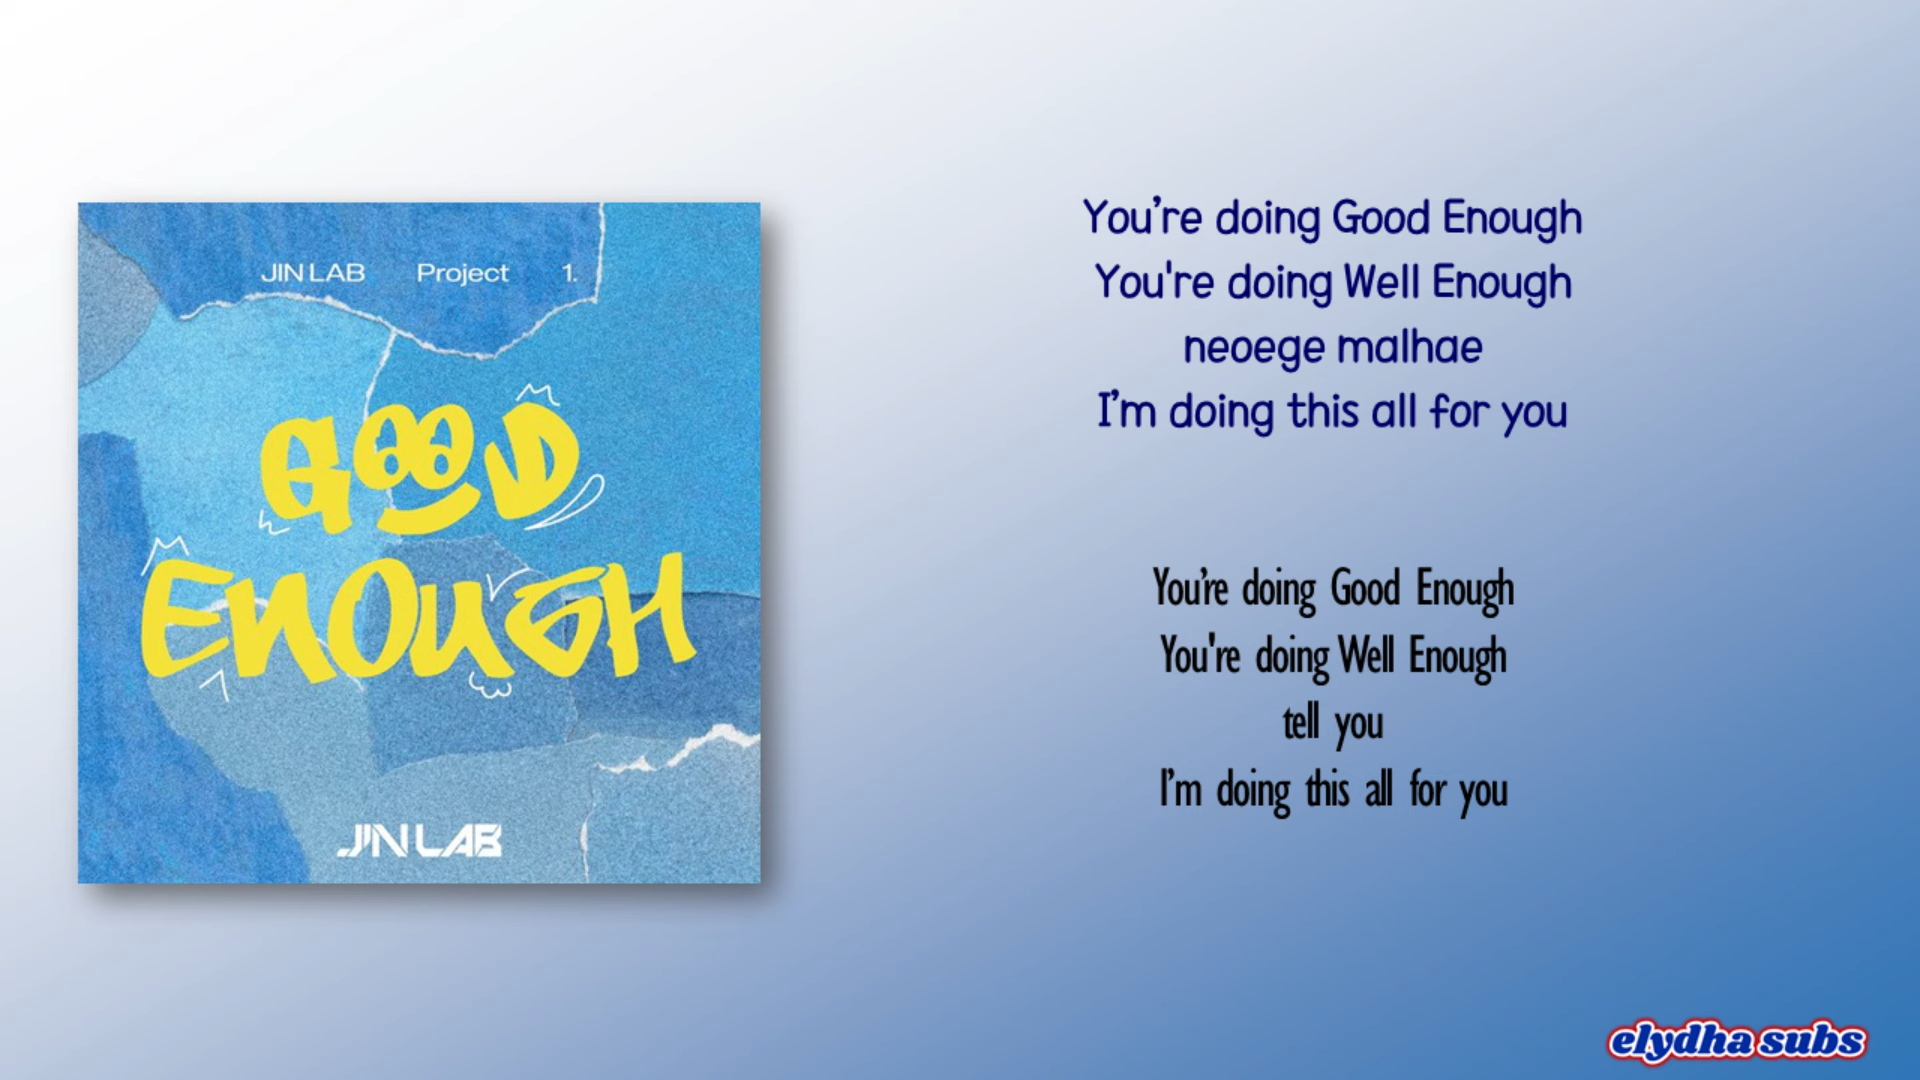 JIN LAB Project 1.
GOOD
ENOUGH
JIN LAB
You’re doing Good Enough
You're doing Well Enough
neoege malhae
I’m doing this all for you
You’re doing Good Enough
You're doing Well Enough
tell you
I’m doing this all for you
elydha subs